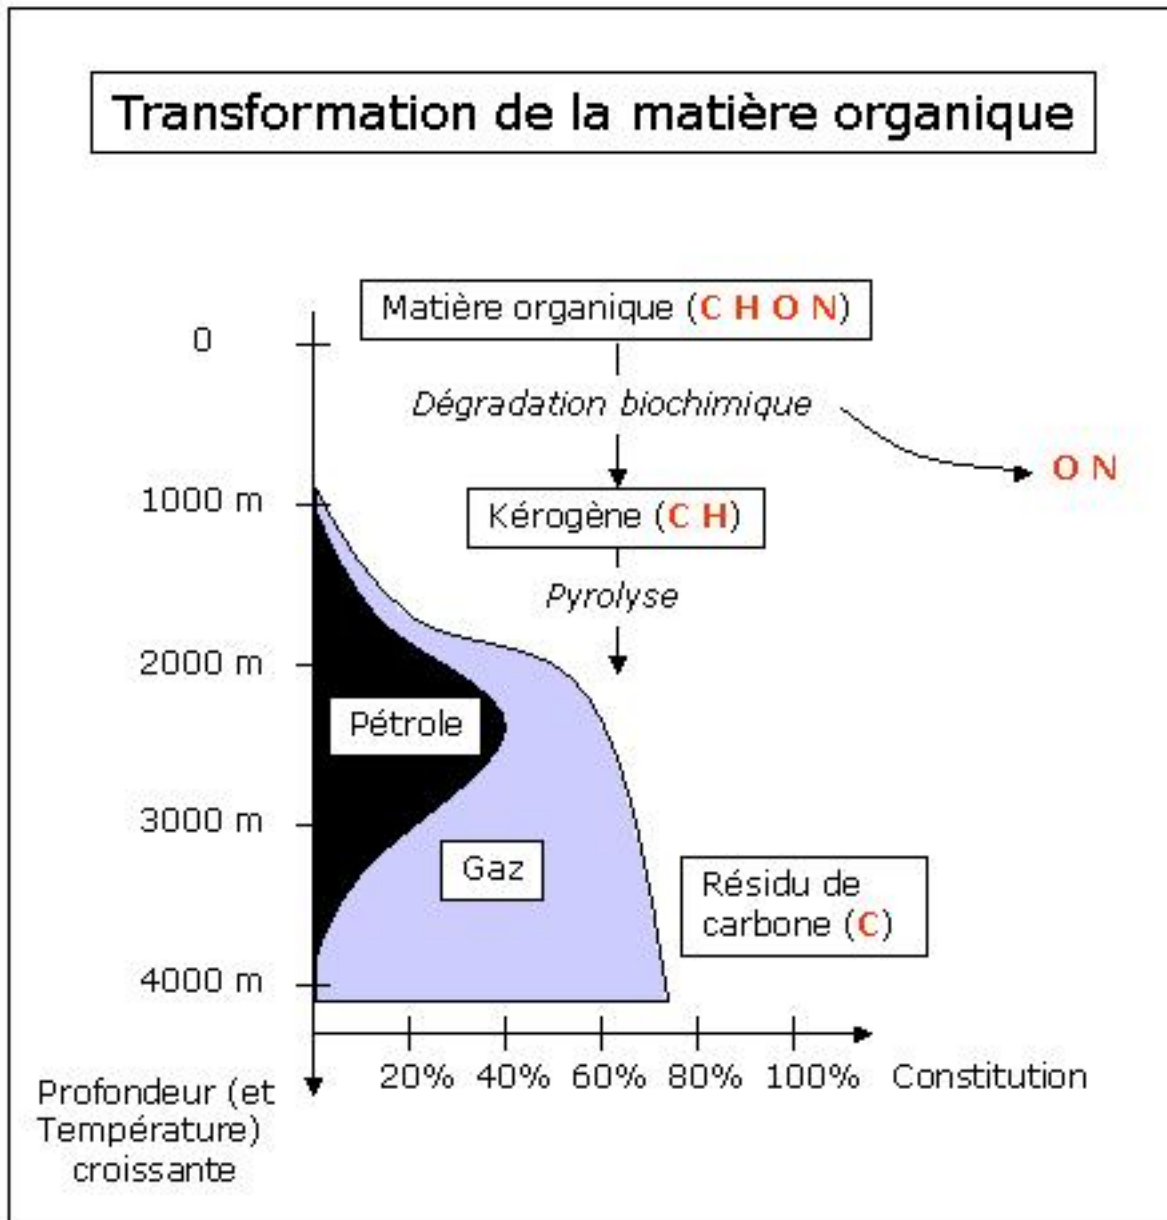 Transformation de la matière organique
Matière organique (C H O N)
0
Dégradation biochimique
O N
1000 m
Kérogène (C H)
Pyrolyse
2000 m
Pétrole
3000 m
Gaz
Résidu de
carbone (C)
4000 m
20% 40% 60% 80% 100% Constitution
Profondeur (et
Température)
croissante